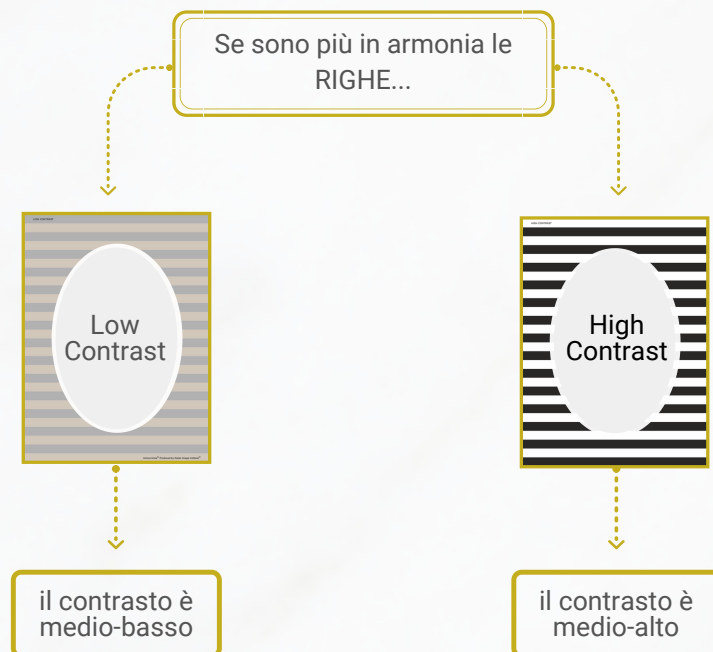 Se sono più in armonia le
RIGHE...
Low
Contrast
High
Contrast
il contrasto è
medio-basso
il contrasto è
medio-alto